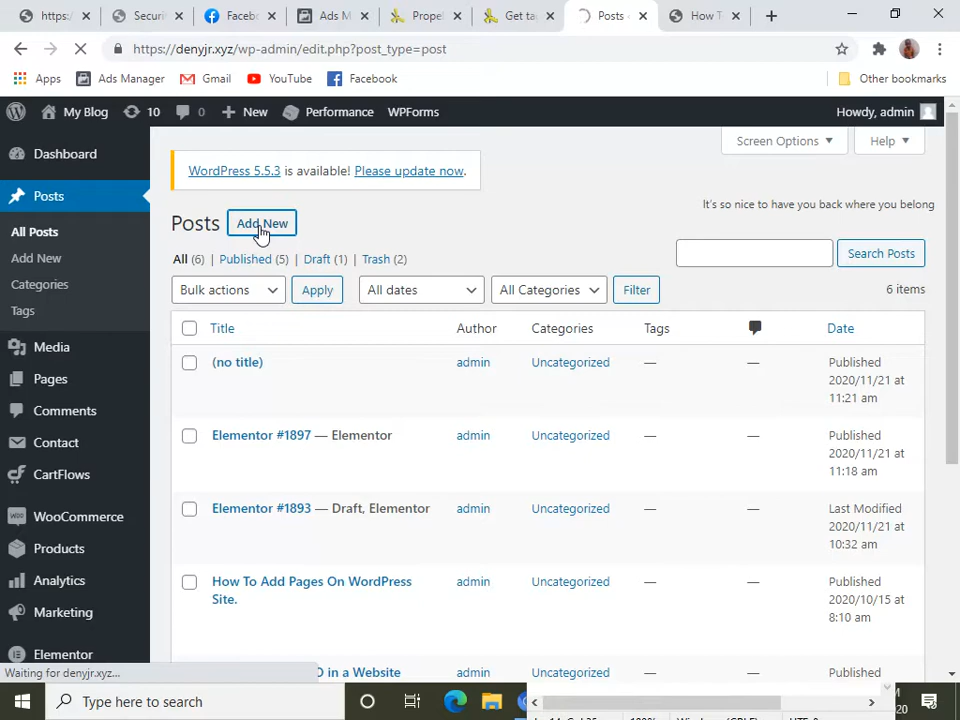 https:/
Securi
Faceb
Ads M
Prope
Get ta
Posts
How T
https://denyjr.xyz/wp-admin/edit.php?post_type=post
Apps
Ads Manager
Gmail
YouTube
Facebook
Other bookmarks
My Blog
10
0
New
Performance
WPForms
Howdy, admin
Dashboard
Posts
All Posts
Add New
Categories
Tags
Media
Pages
Comments
Contact
CartFlows
WooCommerce
Products
Analytics
Marketing
Elementor
Screen Options
Help
WordPress 5.5.3 is available! Please update now.
It's so nice to have you back where you belong
Posts
Add New
All (6) | Published (5) | Draft (1) | Trash (2)
Search Posts
Bulk actions
Apply
All dates
All Categories
Filter
6 items
Title Author Categories Tags Date
(no title) admin Uncategorized — — Published
2020/11/21 at
11:21 am
Elementor #1897 — Elementor admin Uncategorized — — Published
2020/11/21 at
11:18 am
Elementor #1893 — Draft, Elementor admin Uncategorized — — Last Modified
2020/11/21 at
10:32 am
How To Add Pages On WordPress
Site.
admin Uncategorized — — Published
2020/10/15 at
8:10 am
O in a Website admin Uncategorized — — Published
Waiting for denyjr.xyz...
Type here to search